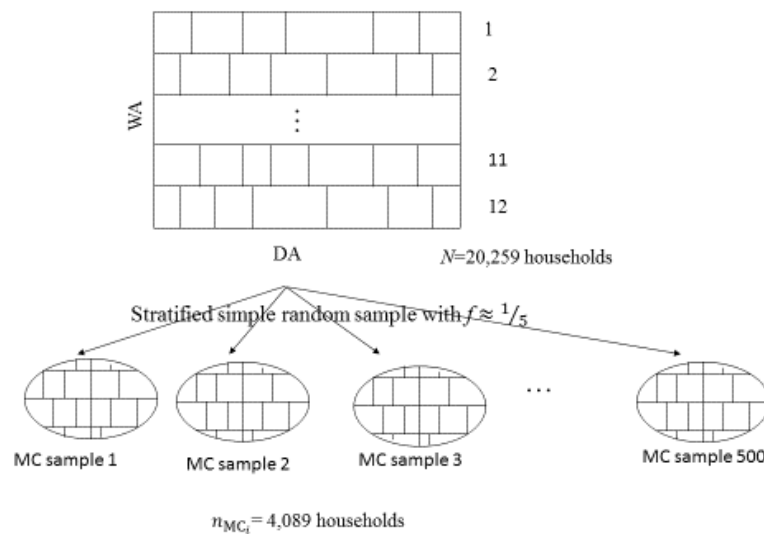 1
2
⋮
WA
11
12
DA
N=20,259 households
Stratified simple random sample with f ≈ 1/5
…
MC sample 1
MC sample 2
MC sample 3
MC sample 500
n_MCᵢ= 4,089 households